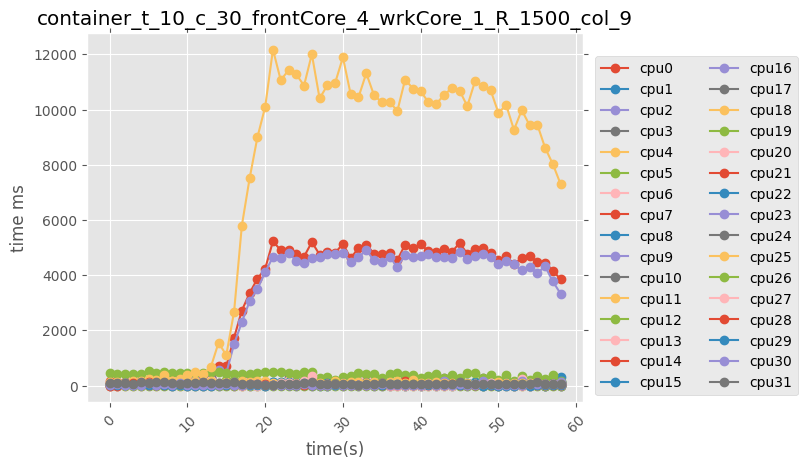 container_t_10_c_30_frontCore_4_wrkCore_1_R_1500_col_9
time ms
12000
10000
8000
6000
4000
2000
0
0
10
20
30
40
50
60
time(s)
cpu0
cpu1
cpu2
cpu3
cpu4
cpu5
cpu6
cpu7
cpu8
cpu9
cpu10
cpu11
cpu12
cpu13
cpu14
cpu15
cpu16
cpu17
cpu18
cpu19
cpu20
cpu21
cpu22
cpu23
cpu24
cpu25
cpu26
cpu27
cpu28
cpu29
cpu30
cpu31